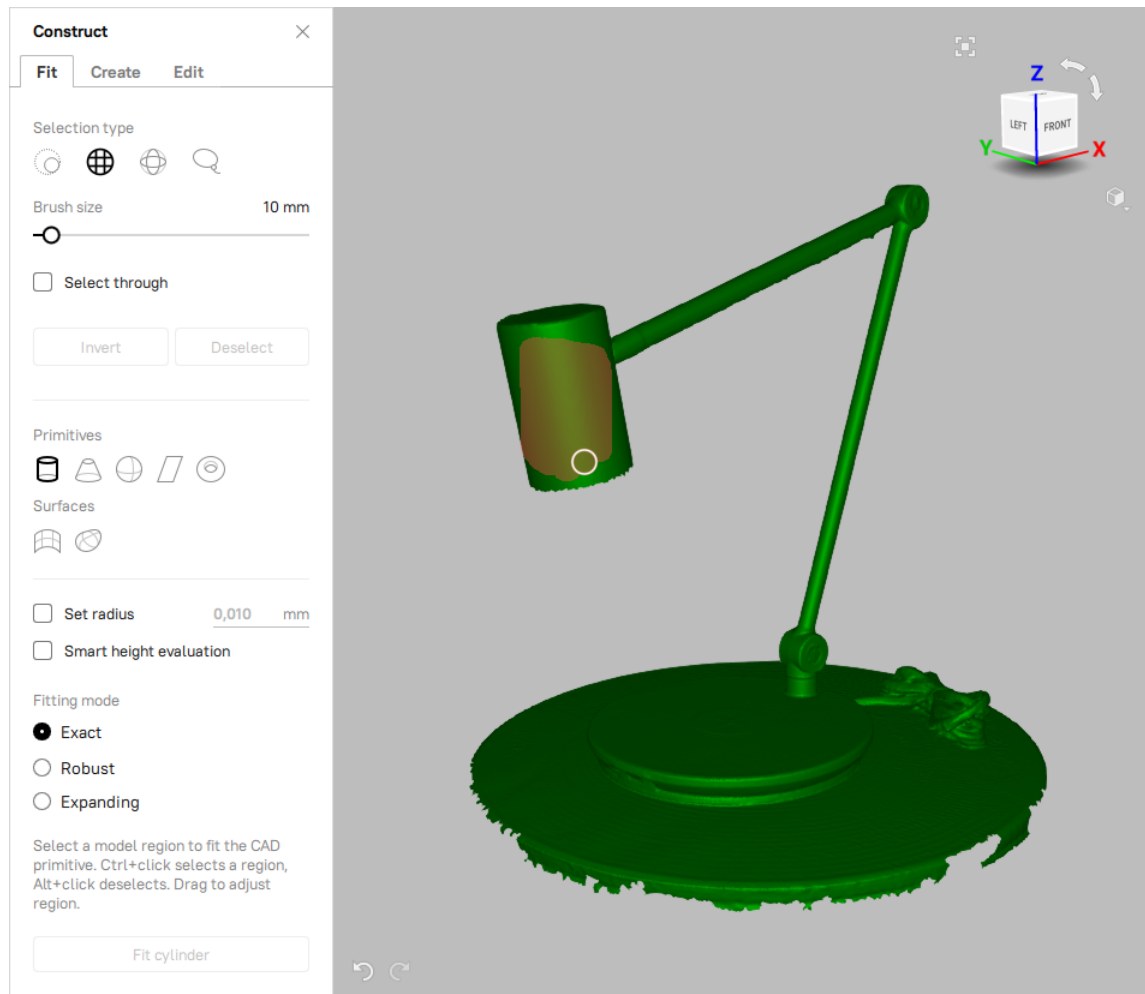 Construct
Fit Create Edit
Selection type
Brush size 10 mm
Select through
Invert Deselect
Primitives
Surfaces
Set radius 0,010 mm
Smart height evaluation
Fitting mode
Exact
Robust
Expanding
Select a model region to fit the CAD
primitive. Ctrl+click selects a region,
Alt+click deselects. Drag to adjust
region.
Fit cylinder
Z
LEFT FRONT
Y X